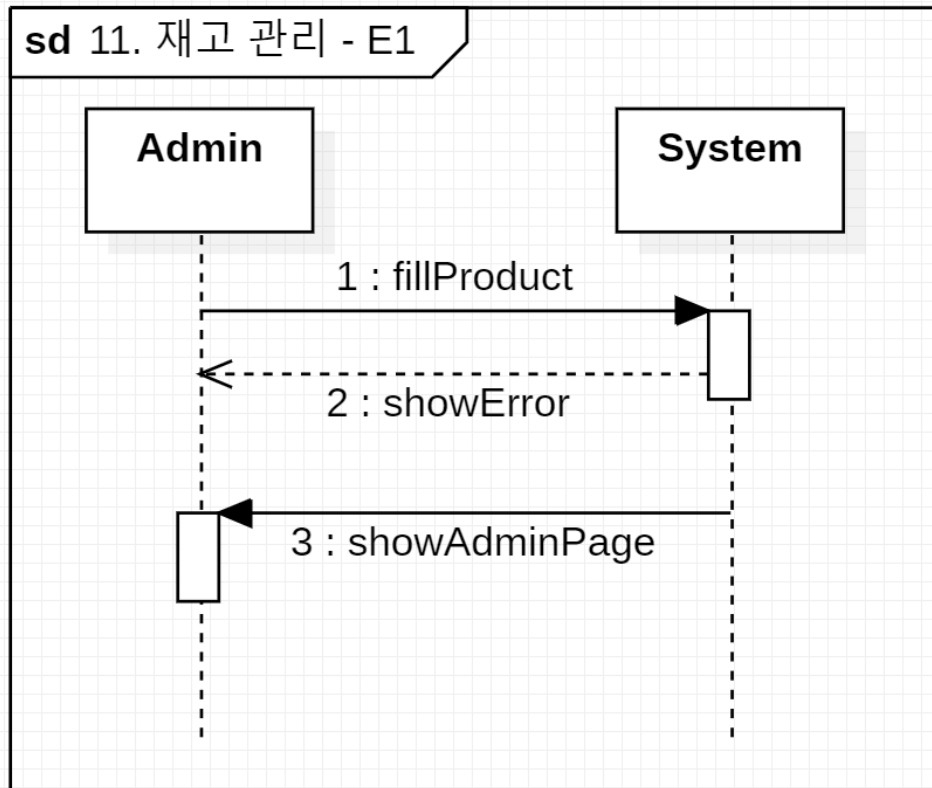 sd 11. 재고 관리 - E1
Admin
System
1 : fillProduct
2 : showError
3 : showAdminPage